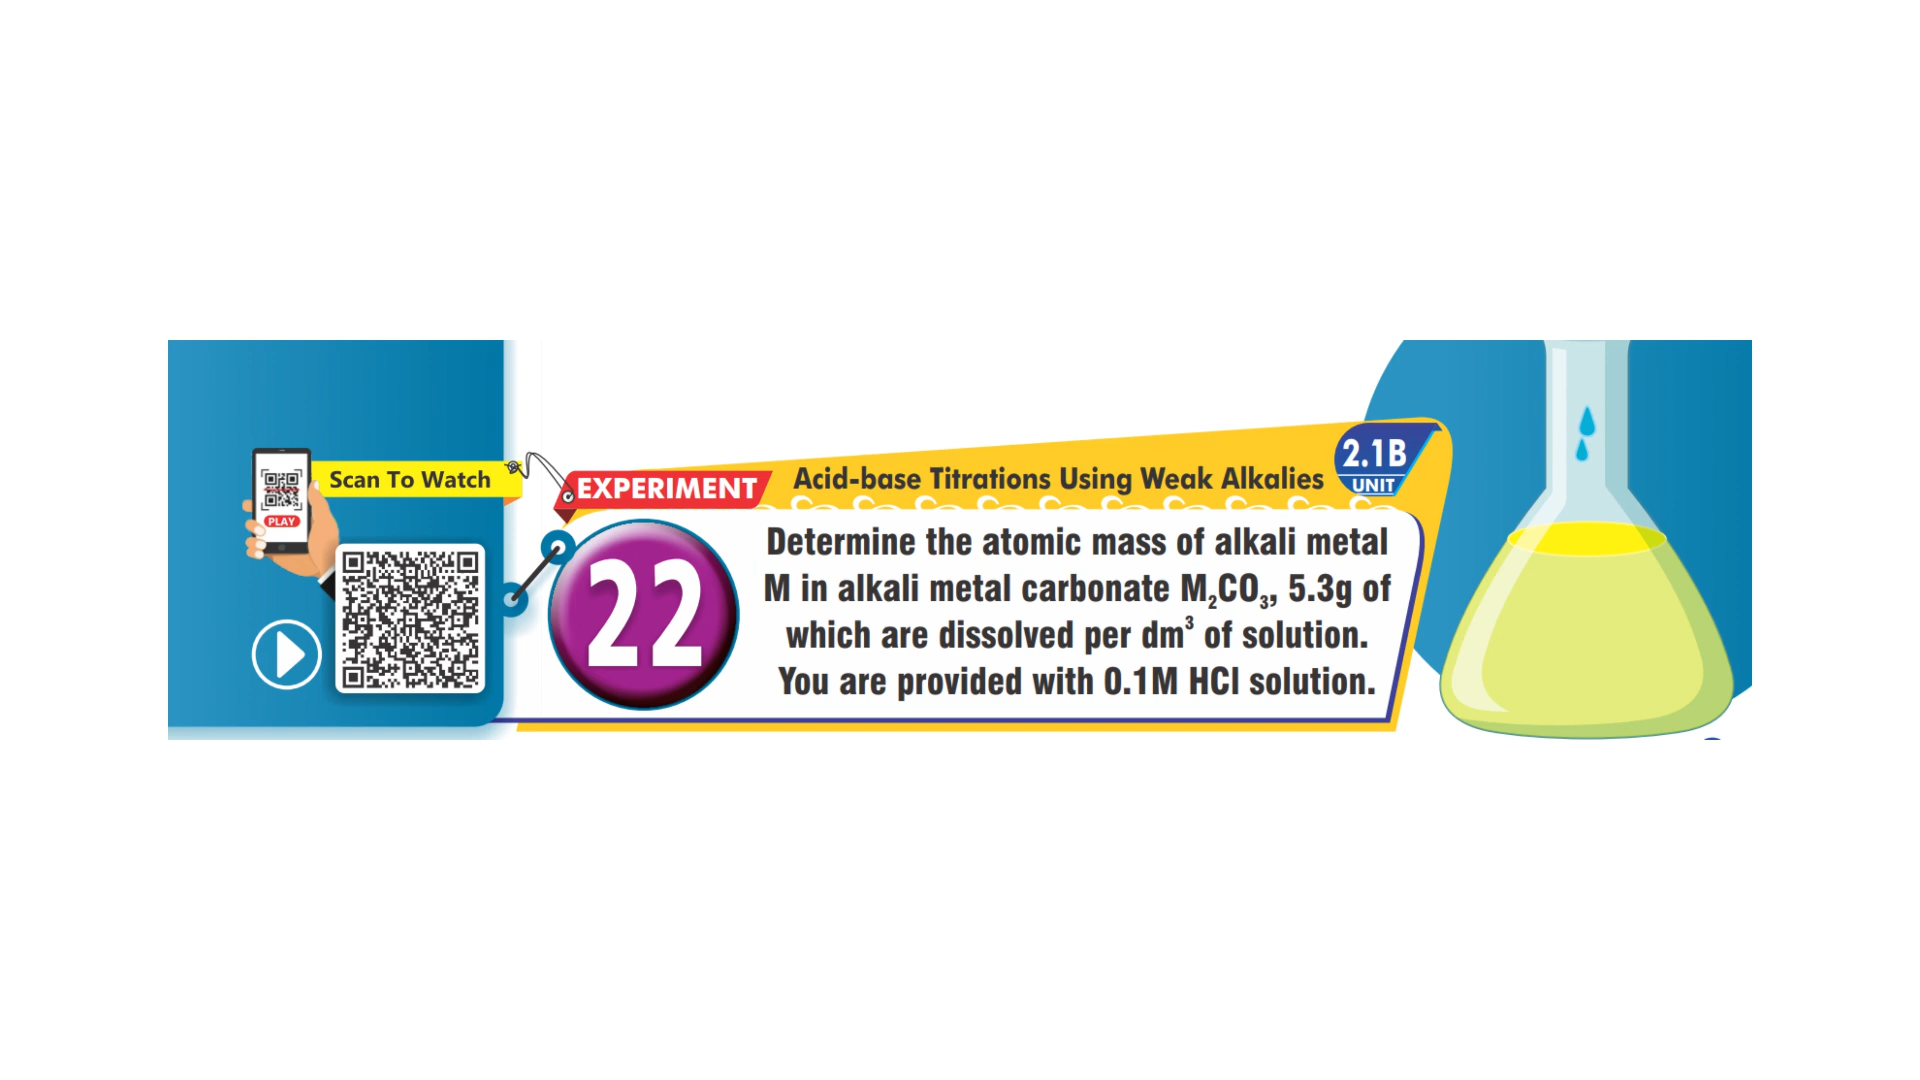 Scan To Watch
PLAY
EXPERIMENT
Acid-base Titrations Using Weak Alkalies
2.1B
UNIT
22
Determine the atomic mass of alkali metal
M in alkali metal carbonate M₂CO₃, 5.3g of
which are dissolved per dm³ of solution.
You are provided with 0.1M HCl solution.